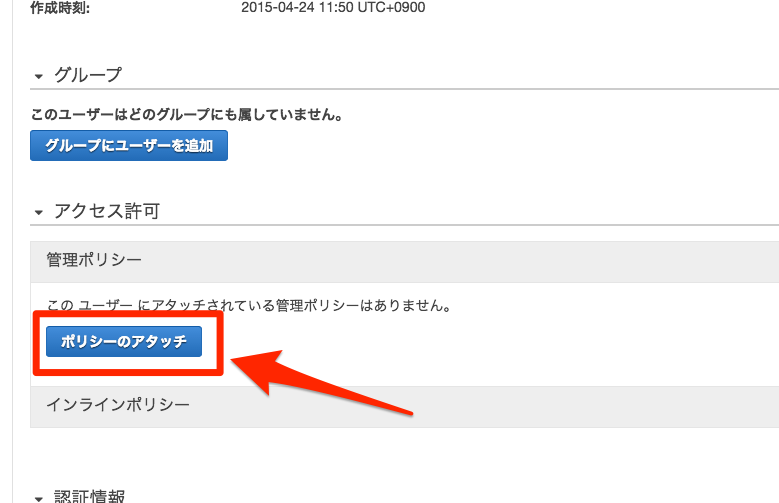 作成時刻: 2015-04-24 11:50 UTC+0900
グループ
このユーザーはどのグループにも属していません。
グループにユーザーを追加
アクセス許可
管理ポリシー
この ユーザー にアタッチされている管理ポリシーはありません。
ポリシーのアタッチ
インラインポリシー
認証情報